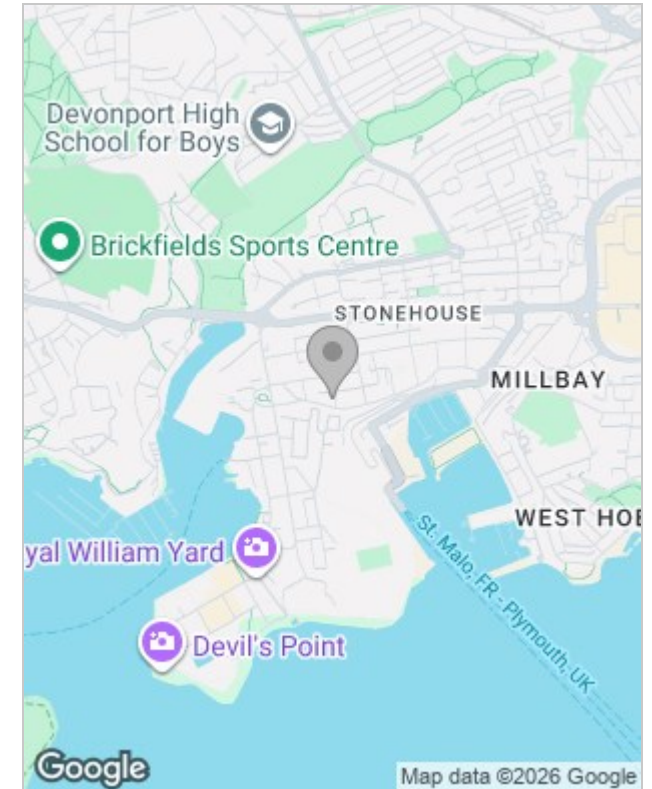 Devonport High
School for Boys
Brickfields Sports Centre
STONEHOUSE
MILLBAY
WEST HOE
yal William Yard
St. Malo, FR - Plymouth, UK
Devil's Point
Google
Map data ©2026 Google